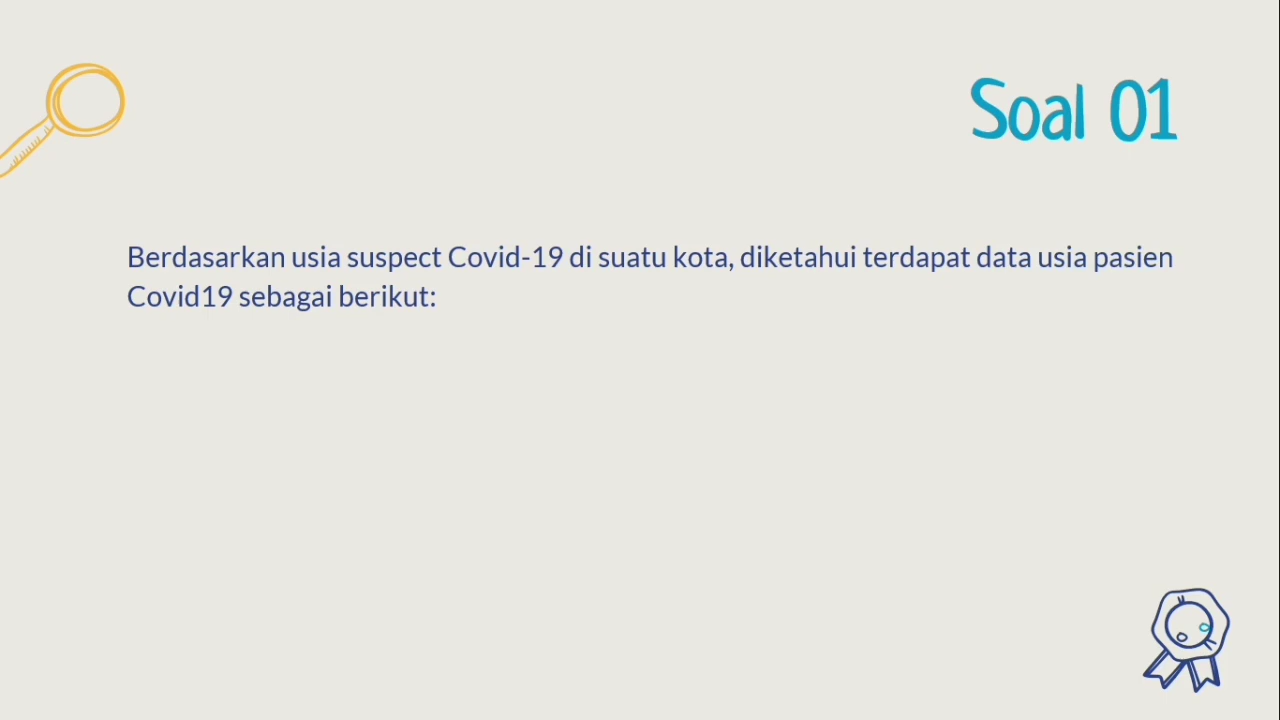 Soal 01
Berdasarkan usia suspect Covid-19 di suatu kota, diketahui terdapat data usia pasien
Covid19 sebagai berikut: